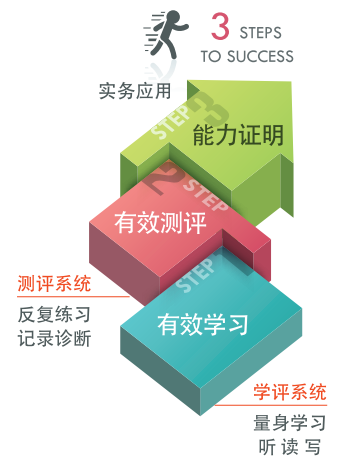 3 STEPS
TO SUCCESS
实务应用
STEP 3
能力证明
STEP 2
有效测评
测评系统
反复练习
记录诊断
STEP 1
有效学习
学评系统
量身学习
听 读 写